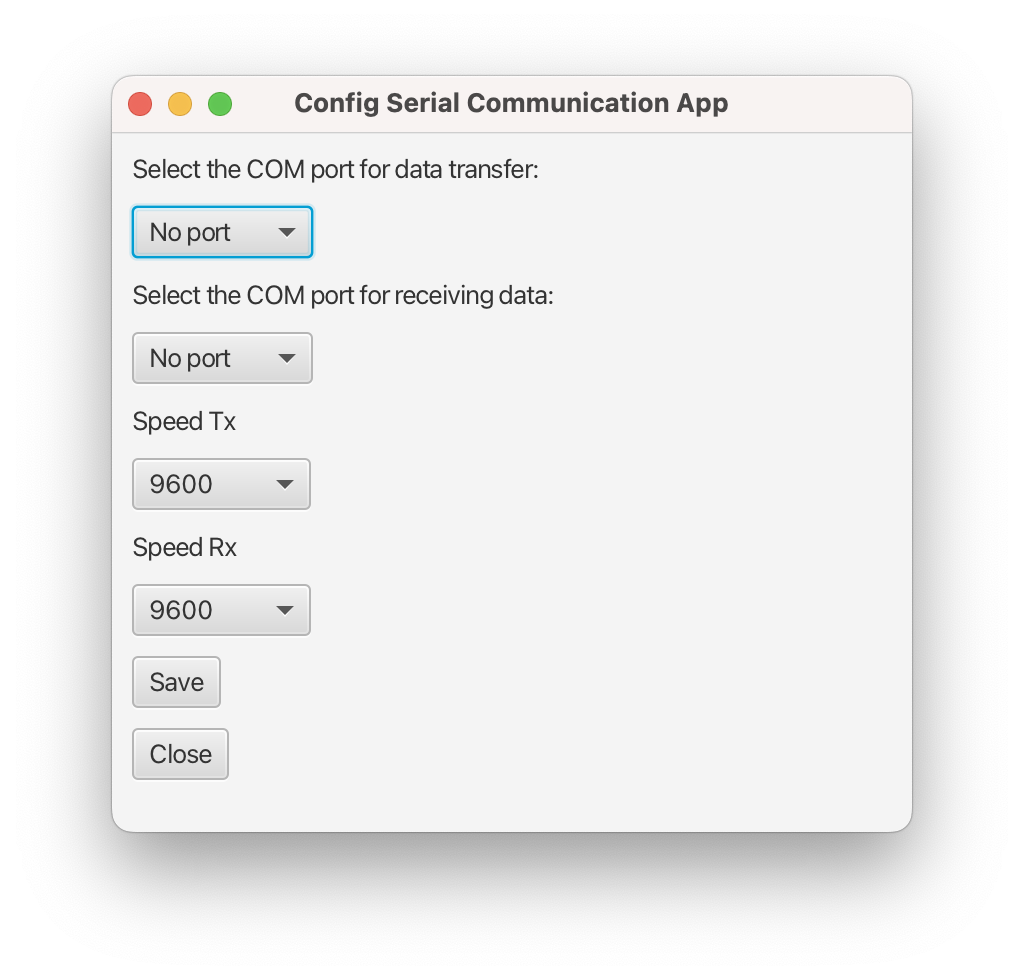 Config Serial Communication App
Select the COM port for data transfer:
No port
Select the COM port for receiving data:
No port
Speed Tx
9600
Speed Rx
9600
Save
Close